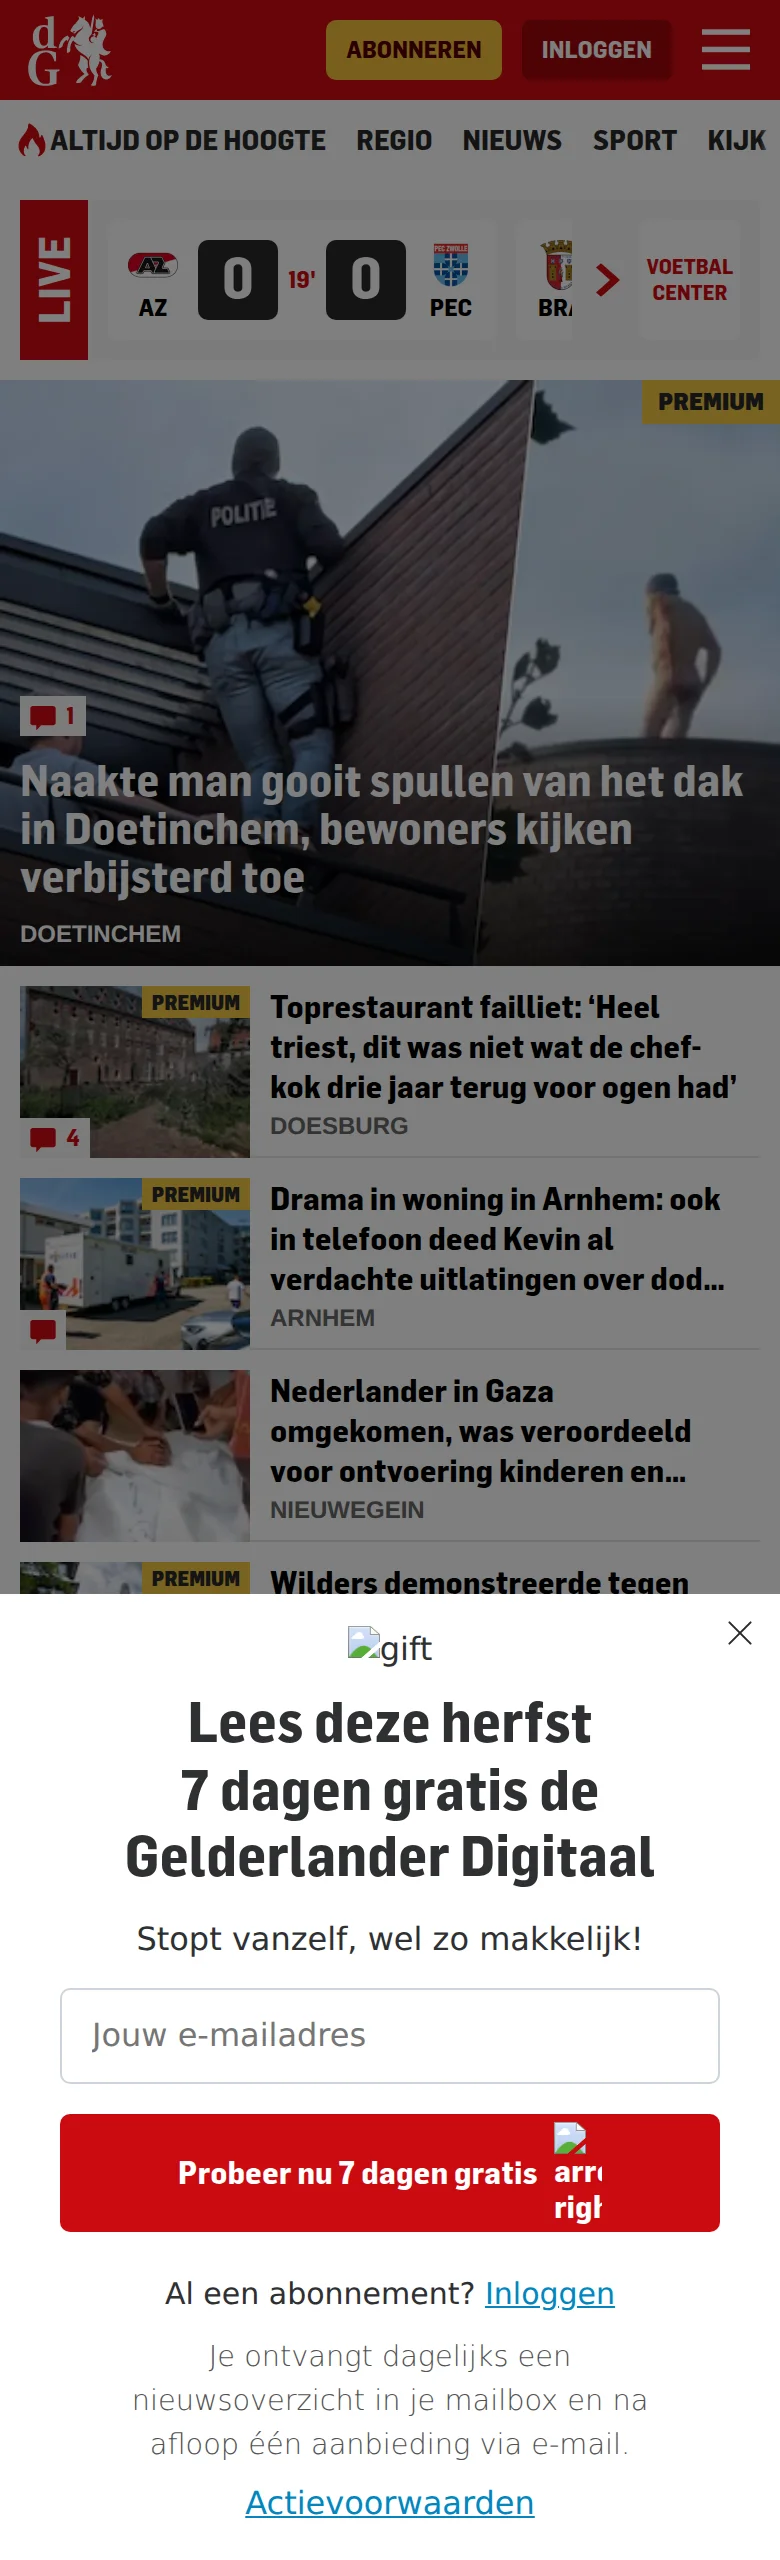 dG
ABONNEREN
INLOGGEN
ALTIJD OP DE HOOGTE REGIO NIEUWS SPORT KIJK
LIVE
AZ
AZ
0
19'
0
PEC ZWOLLE
PEC
BRA
VOETBAL
CENTER
PREMIUM
POLITIE
1
Naakte man gooit spullen van het dak
in Doetinchem, bewoners kijken
verbijsterd toe
DOETINCHEM
PREMIUM
4
Toprestaurant failliet: ‘Heel
triest, dit was niet wat de chef-
kok drie jaar terug voor ogen had’
DOESBURG
PREMIUM
Drama in woning in Arnhem: ook
in telefoon deed Kevin al
verdachte uitlatingen over dod...
ARNHEM
Nederlander in Gaza
omgekomen, was veroordeeld
voor ontvoering kinderen en...
NIEUWEGEIN
PREMIUM
Wilders demonstreerde tegen
gift
Lees deze herfst
7 dagen gratis de
Gelderlander Digitaal
Stopt vanzelf, wel zo makkelijk!
Jouw e-mailadres
Probeer nu 7 dagen gratis
arro
righ
Al een abonnement? Inloggen
Je ontvangt dagelijks een
nieuwsoverzicht in je mailbox en na
afloop één aanbieding via e-mail.
Actievoorwaarden